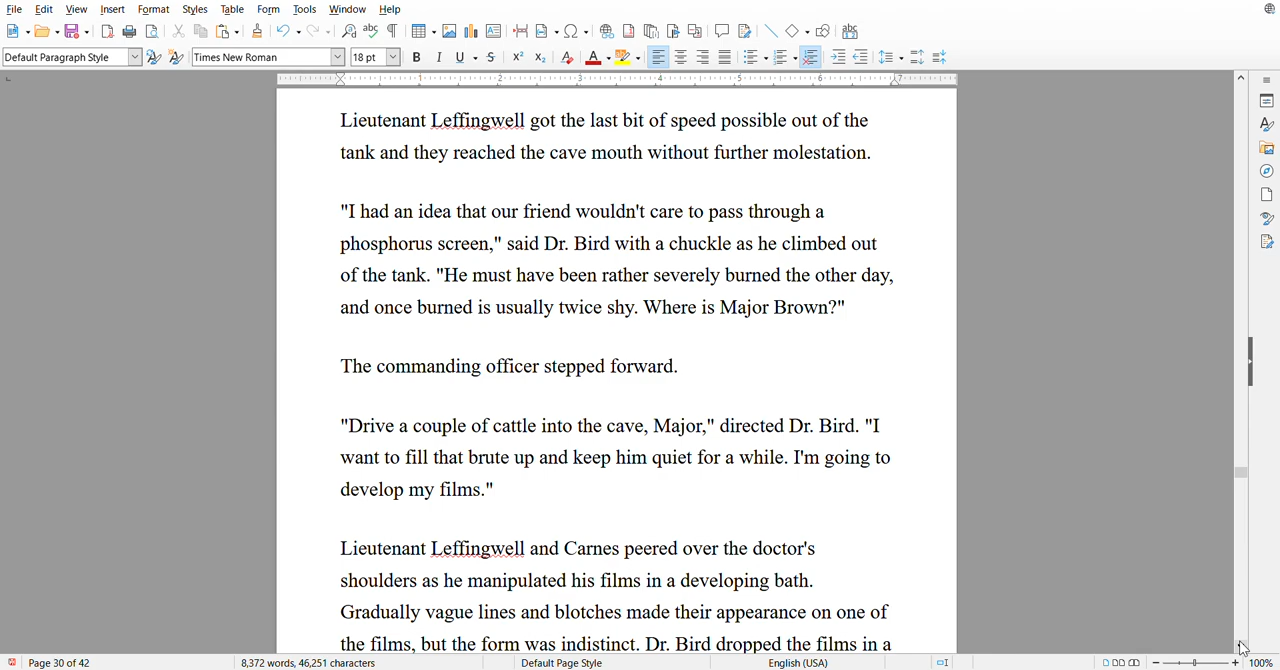 File Edit View Insert Format Styles Table Form Tools Window Help
Default Paragraph Style Times New Roman 18 pt
1 2 3 4 5 6 7
Lieutenant Leffingwell got the last bit of speed possible out of the
tank and they reached the cave mouth without further molestation.
"I had an idea that our friend wouldn't care to pass through a
phosphorus screen," said Dr. Bird with a chuckle as he climbed out
of the tank. "He must have been rather severely burned the other day,
and once burned is usually twice shy. Where is Major Brown?"
The commanding officer stepped forward.
"Drive a couple of cattle into the cave, Major," directed Dr. Bird. "I
want to fill that brute up and keep him quiet for a while. I'm going to
develop my films."
Lieutenant Leffingwell and Carnes peered over the doctor's
shoulders as he manipulated his films in a developing bath.
Gradually vague lines and blotches made their appearance on one of
the films, but the form was indistinct. Dr. Bird dropped the films in a
Page 30 of 42 8,372 words, 46,251 characters Default Page Style English (USA) 100%